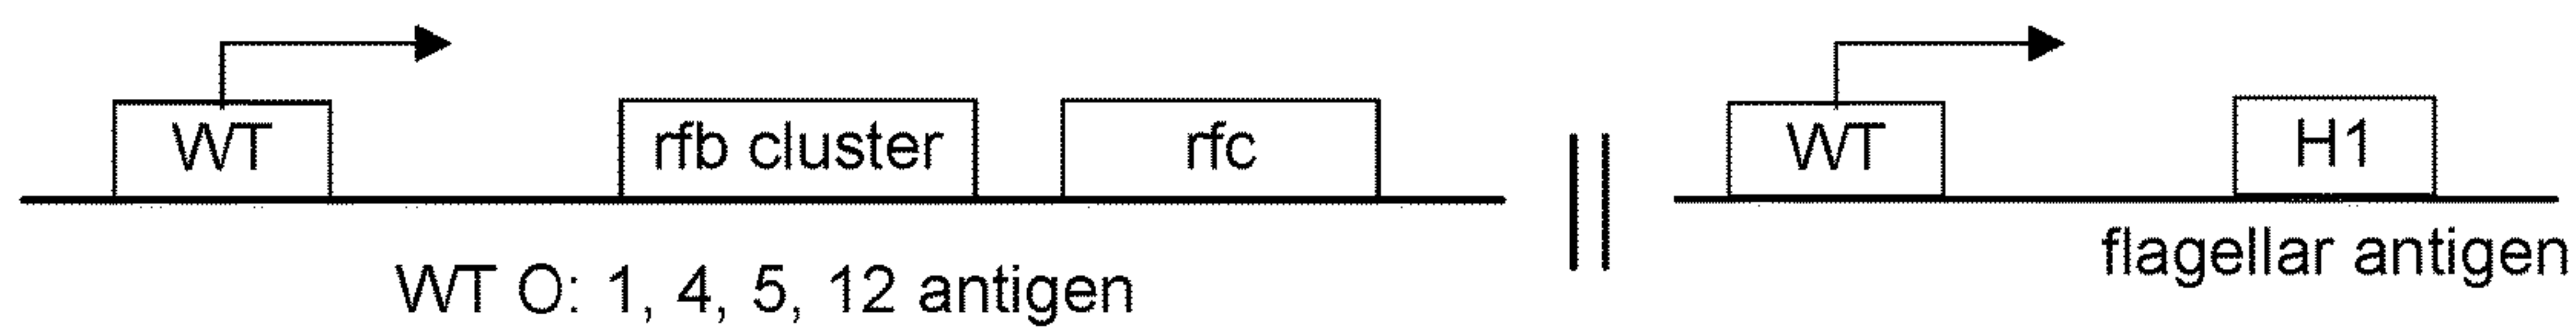 WT rfb cluster rfc WT H1
WT O: 1, 4, 5, 12 antigen
flagellar antigen